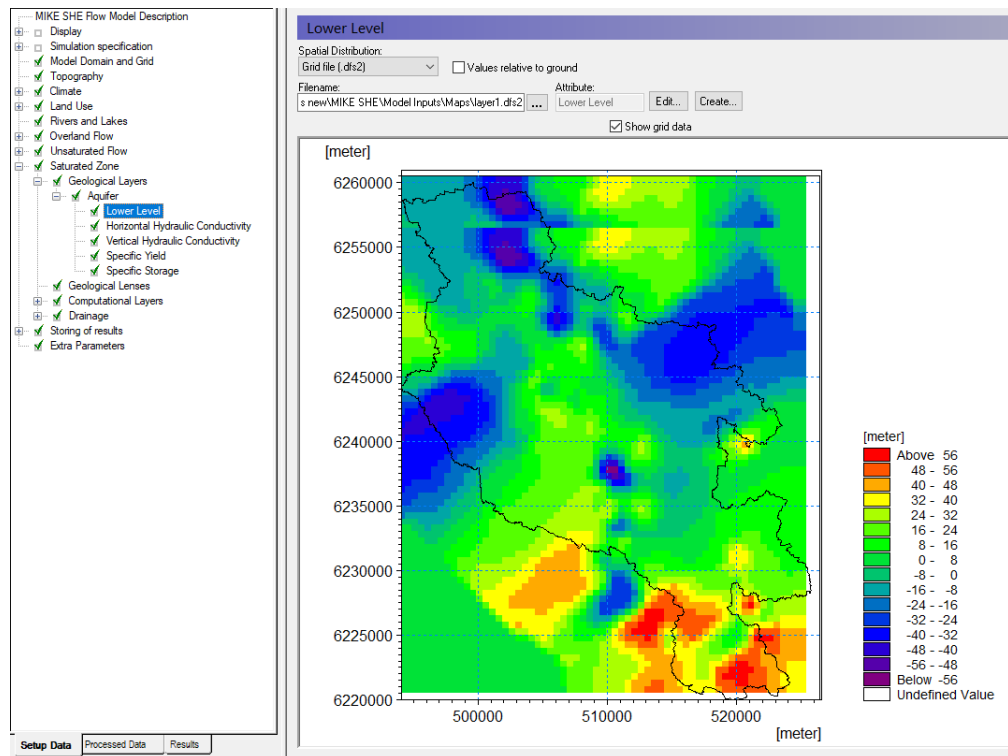 MIKE SHE Flow Model Description
Display
Simulation specification
Model Domain and Grid
Topography
Climate
Land Use
Rivers and Lakes
Overland Flow
Unsaturated Flow
Saturated Zone
Geological Layers
Aquifer
Lower Level
Horizontal Hydraulic Conductivity
Vertical Hydraulic Conductivity
Specific Yield
Specific Storage
Geological Lenses
Computational Layers
Drainage
Storing of results
Extra Parameters
Setup Data Processed Data Results
Lower Level
Spatial Distribution:
Grid file (.dfs2) Values relative to ground
Filename: Attribute:
s new\MIKE SHE\Model Inputs\Maps\layer1.dfs2 ... Lower Level Edit... Create...
Show grid data
[meter]
6260000
6255000
6250000
6245000
6240000
6235000
6230000
6225000
6220000
500000 510000 520000
[meter]
[meter]
Above 56
48 - 56
40 - 48
32 - 40
24 - 32
16 - 24
8 - 16
0 - 8
-8 - 0
-16 - -8
-24 - -16
-32 - -24
-40 - -32
-48 - -40
-56 - -48
Below -56
Undefined Value